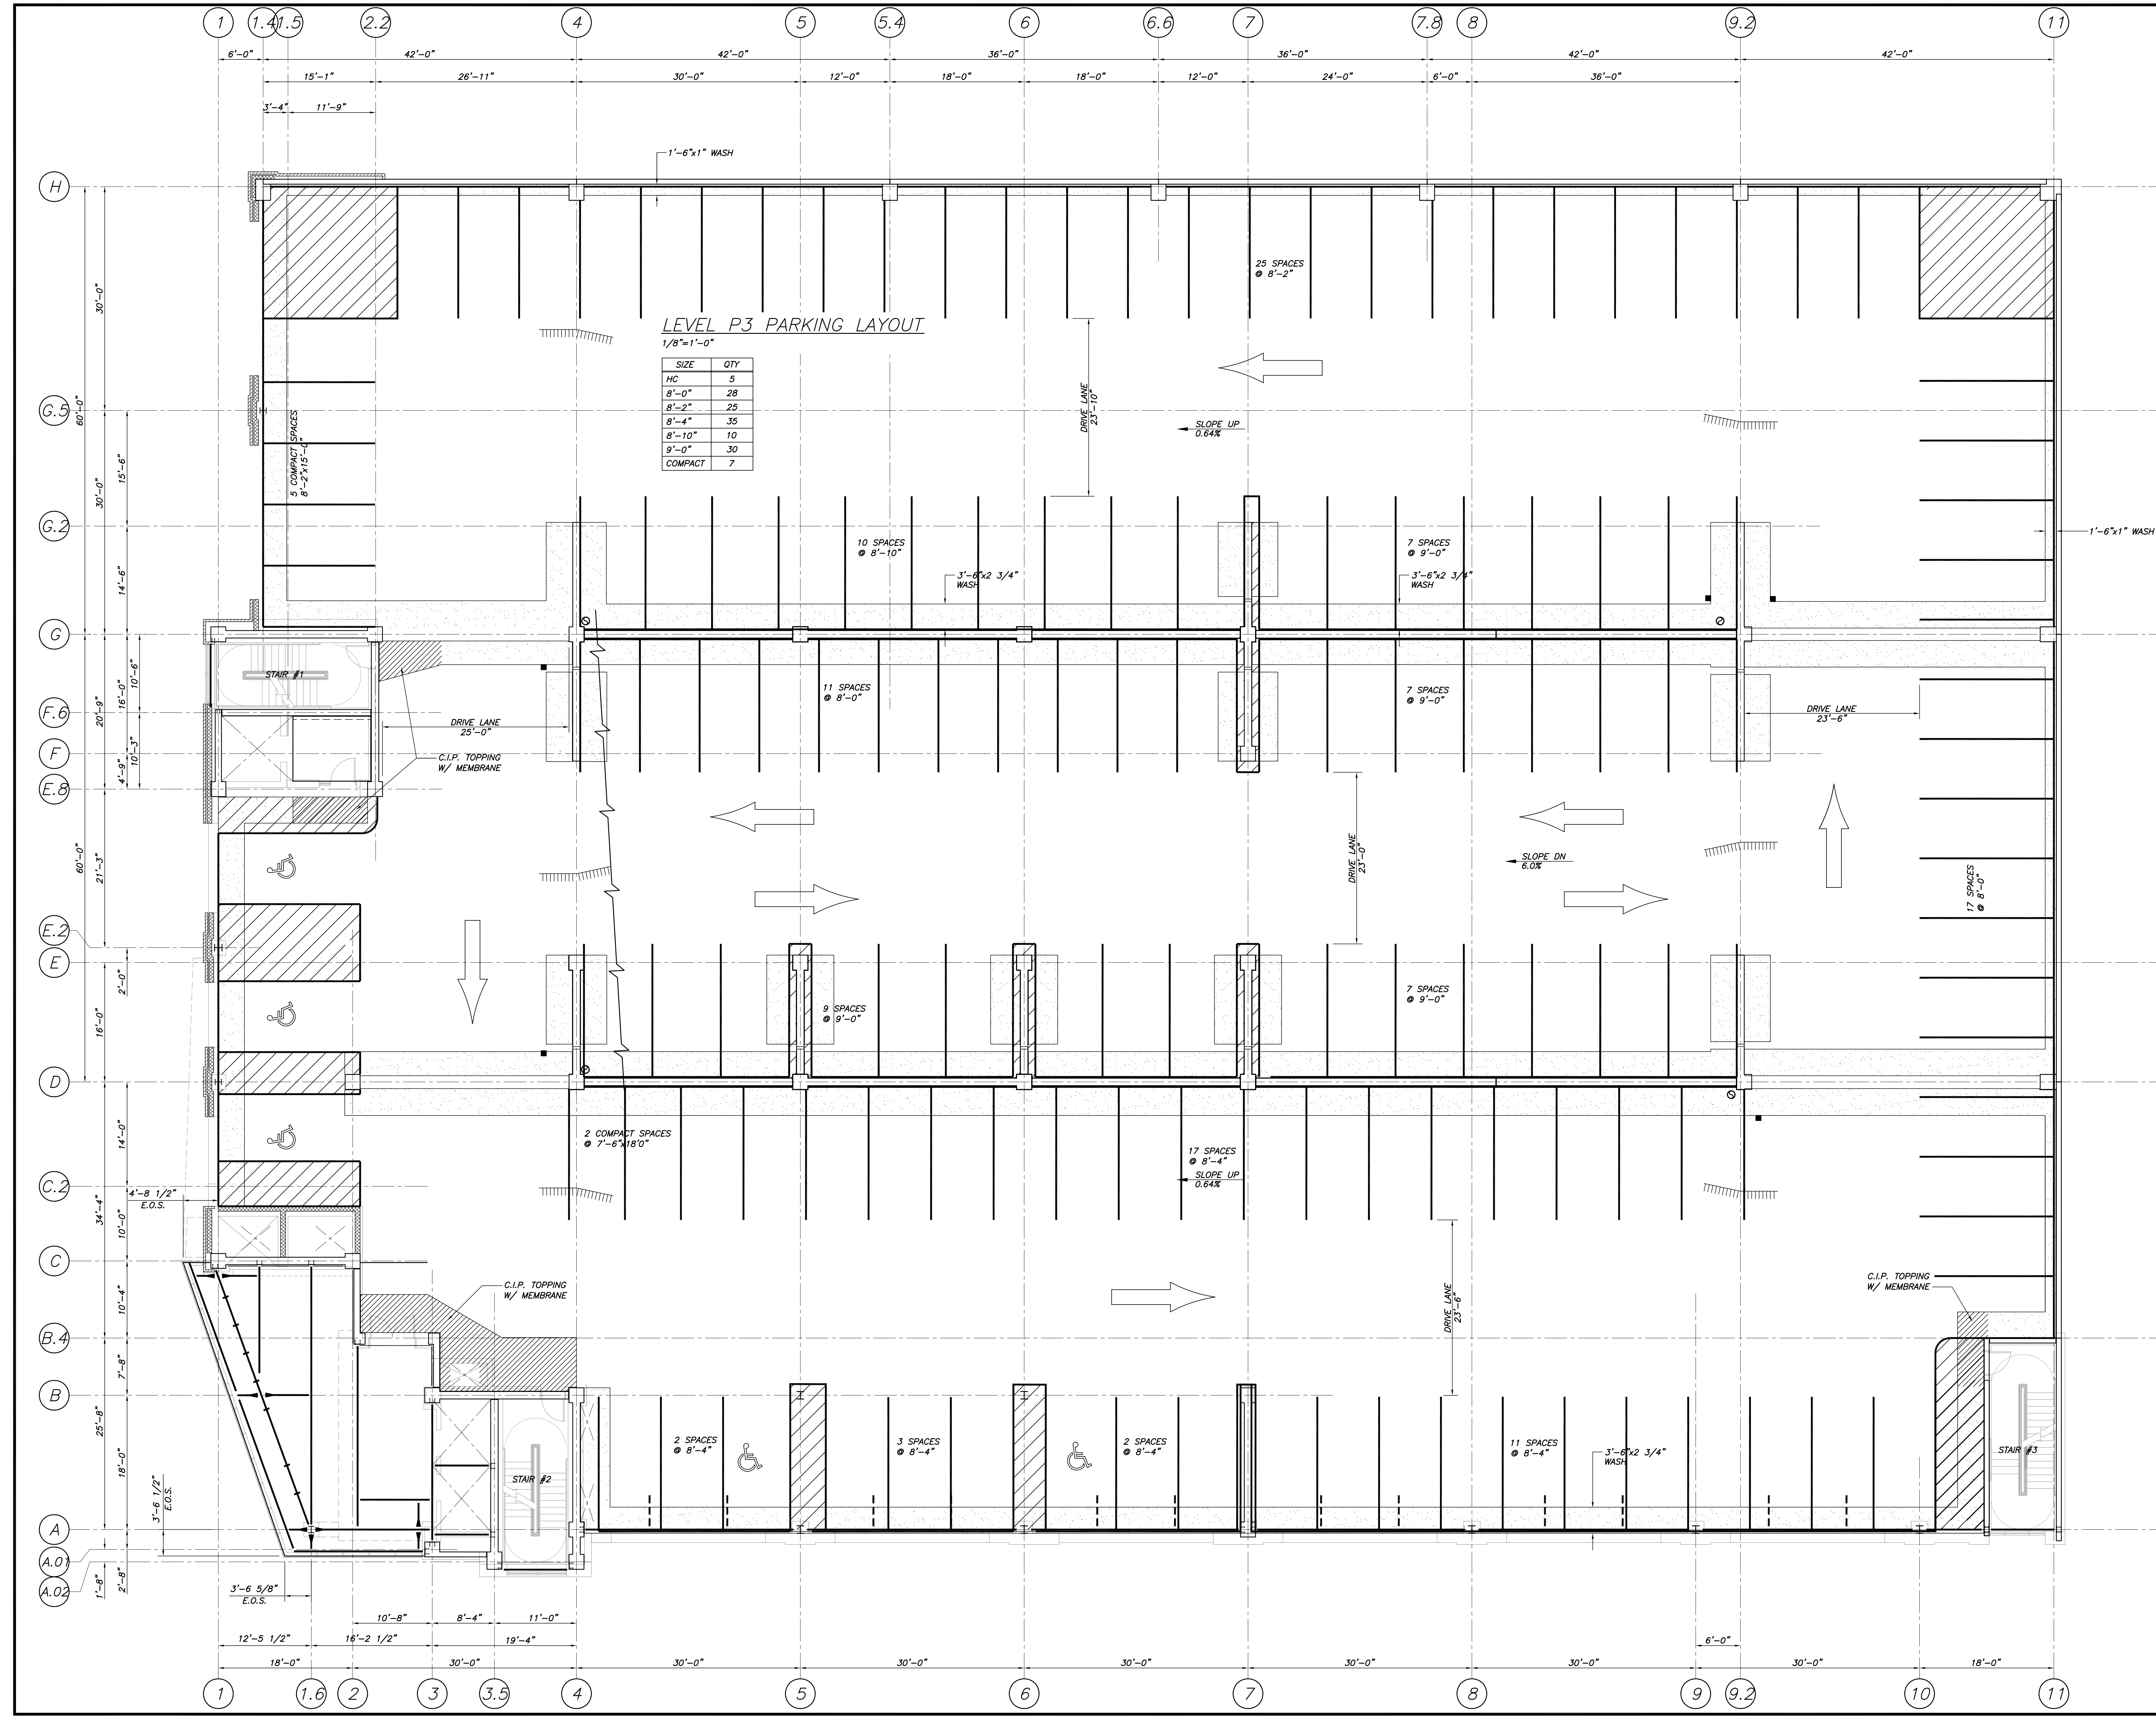 1 1.4 1.5 2.2 4 5 5.4 6 6.6 7 7.8 8 9.2 11
6'-0" 42'-0" 42'-0" 36'-0" 36'-0" 42'-0" 42'-0"
15'-1" 26'-11" 30'-0" 12'-0" 18'-0" 18'-0" 12'-0" 24'-0" 6'-0" 36'-0"
3'-4" 11'-9"
1'-6"x1" WASH
H
25 SPACES
@ 8'-2"
30'-0"
LEVEL P3 PARKING LAYOUT
1/8"=1'-0"
SIZE QTY
HC 5
8'-0" 28
8'-2" 25
8'-4" 35
8'-10" 10
9'-0" 30
COMPACT 7
DRIVE LANE
23'-10"
G.5
60'-0"
SLOPE UP
0.64%
5 COMPACT SPACES
8'-2"x15'-0"
15'-6"
30'-0"
G.2
1'-6"x1" WASH
10 SPACES
@ 8'-10"
7 SPACES
@ 9'-0"
3'-6"x2 3/4"
WASH
3'-6"x2 3/4"
WASH
14'-6"
G
STAIR #1
10'-6"
16'-0"
20'-9"
11 SPACES
@ 8'-0"
7 SPACES
@ 9'-0"
F.6
DRIVE LANE
25'-0"
DRIVE LANE
23'-6"
F
10'-3"
4'-9"
C.I.P. TOPPING
W/ MEMBRANE
E.8
60'-0"
21'-3"
DRIVE LANE
23'-0"
SLOPE DN
6.0%
17 SPACES
@ 8'-0"
E.2
E
2'-0"
16'-0"
9 SPACES
@ 9'-0"
7 SPACES
@ 9'-0"
D
14'-0"
2 COMPACT SPACES
@ 7'-6"x18'0"
17 SPACES
@ 8'-4"
SLOPE UP
0.64%
C.2
4'-8 1/2"
E.O.S.
34'-4"
10'-0"
C
C.I.P. TOPPING
W/ MEMBRANE
C.I.P. TOPPING
W/ MEMBRANE
10'-4"
DRIVE LANE
23'-6"
B.4
7'-8"
B
25'-8"
18'-0"
2 SPACES
@ 8'-4"
3 SPACES
@ 8'-4"
2 SPACES
@ 8'-4"
11 SPACES
@ 8'-4"
3'-6"x2 3/4"
WASH
STAIR #2
STAIR #3
3'-6 1/2"
E.O.S.
A
A.01
A.02
1'-8"
2'-8"
3'-6 5/8"
E.O.S.
10'-8" 8'-4" 11'-0"
12'-5 1/2" 16'-2 1/2" 19'-4" 6'-0"
18'-0" 30'-0" 30'-0" 30'-0" 30'-0" 30'-0" 30'-0" 30'-0" 18'-0"
1 1.6 2 3 3.5 4 5 6 7 8 9 9.2 10 11